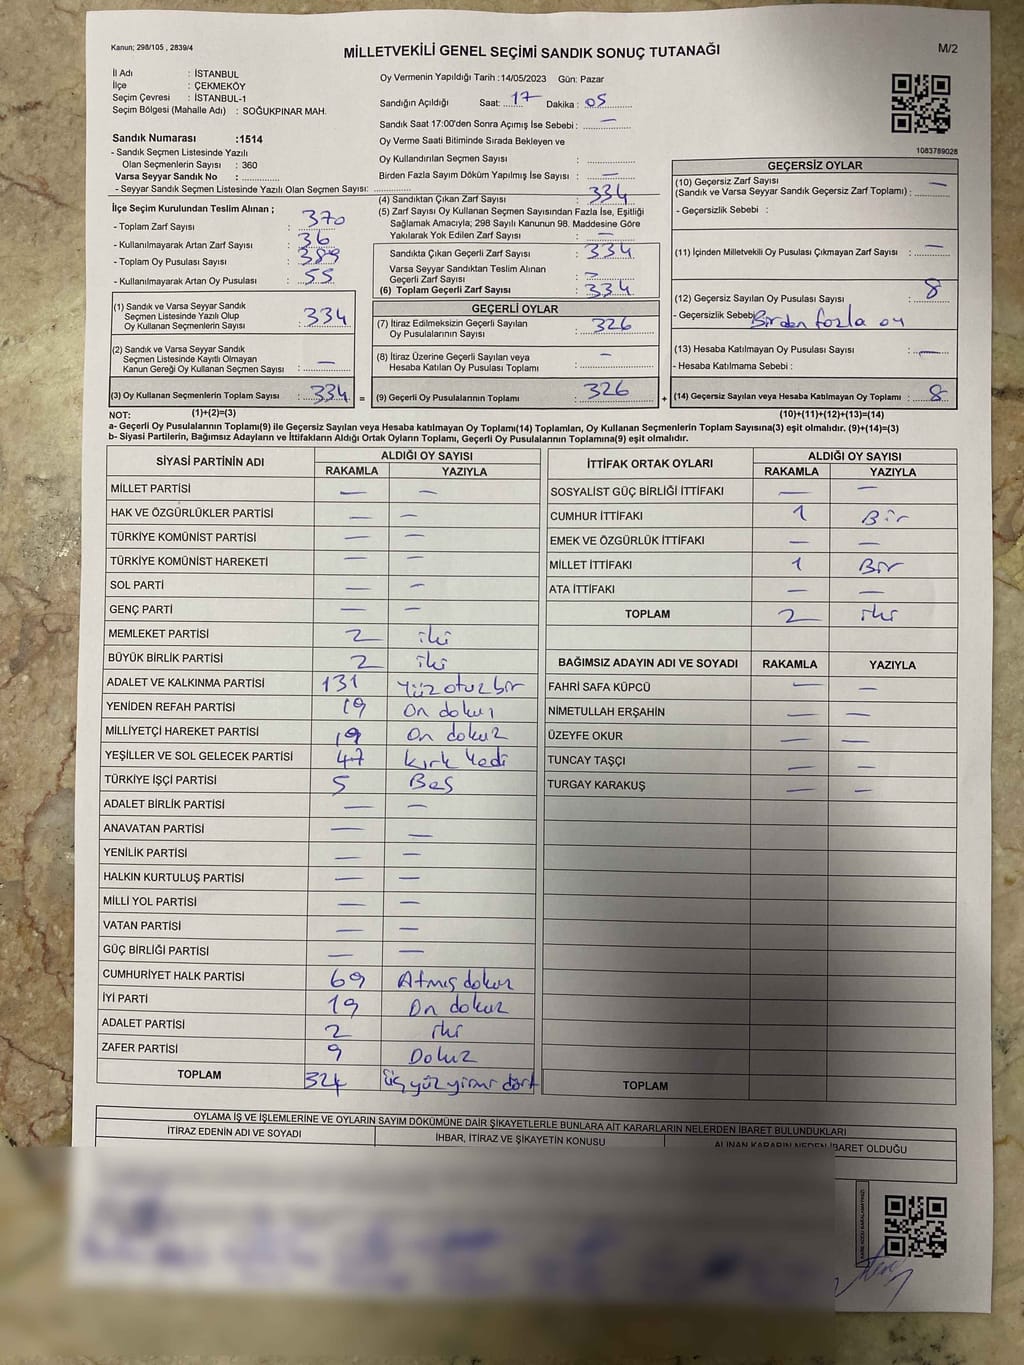 Kanun; 298/105 , 2839/4
MİLLETVEKİLİ GENEL SEÇİMİ SANDIK SONUÇ TUTANAĞI
M/2
İl Adı : İSTANBUL
İlçe : ÇEKMEKÖY
Seçim Çevresi : İSTANBUL-1
Seçim Bölgesi (Mahalle Adı) : SOĞUKPINAR MAH.
Sandık Numarası :1514
- Sandık Seçmen Listesinde Yazılı
Olan Seçmenlerin Sayısı : 360
Varsa Seyyar Sandık No : ..............
- Seyyar Sandık Seçmen Listesinde Yazılı Olan Seçmen Sayısı: ..............
Oy Vermenin Yapıldığı Tarih :14/05/2023 Gün: Pazar
Sandığın Açıldığı Saat: 17 Dakika : 05
Sandık Saat 17:00'den Sonra Açımış İse Sebebi : —
Oy Verme Saati Bitiminde Sırada Bekleyen ve
Oy Kullandırılan Seçmen Sayısı : ..............
Birden Fazla Sayım Döküm Yapılmış İse Sayısı : —
1083789028
İlçe Seçim Kurulundan Teslim Alınan ;
- Toplam Zarf Sayısı : 370
- Kullanılmayarak Artan Zarf Sayısı : 36
- Toplam Oy Pusulası Sayısı : 389
- Kullanılmayarak Artan Oy Pusulası : 55
(1) Sandık ve Varsa Seyyar Sandık
Seçmen Listesinde Yazılı Olup
Oy Kullanan Seçmenlerin Sayısı : 334
(2) Sandık ve Varsa Seyyar Sandık
Seçmen Listesinde Kayıtlı Olmayan
Kanun Gereği Oy Kullanan Seçmen Sayısı : —
(3) Oy Kullanan Seçmenlerin Toplam Sayısı : 334 =
(4) Sandıktan Çıkan Zarf Sayısı : 334
(5) Zarf Sayısı Oy Kullanan Seçmen Sayısından Fazla İse, Eşitliği
Sağlamak Amacıyla; 298 Sayılı Kanunun 98. Maddesine Göre
Yakılarak Yok Edilen Zarf Sayısı : —
Sandıkta Çıkan Geçerli Zarf Sayısı : 334
Varsa Seyyar Sandıktan Teslim Alınan
Geçerli Zarf Sayısı : —
(6) Toplam Geçerli Zarf Sayısı : 334
GEÇERLİ OYLAR
(7) İtiraz Edilmeksizin Geçerli Sayılan
Oy Pusulalarının Sayısı : 326
(8) İtiraz Üzerine Geçerli Sayılan veya
Hesaba Katılan Oy Pusulası Toplamı : —
(9) Geçerli Oy Pusulalarının Toplamı : 326 +
GEÇERSİZ OYLAR
(10) Geçersiz Zarf Sayısı
(Sandık ve Varsa Seyyar Sandık Geçersiz Zarf Toplamı) : —
- Geçersizlik Sebebi :
(11) İçinden Milletvekili Oy Pusulası Çıkmayan Zarf Sayısı : —
(12) Geçersiz Sayılan Oy Pusulası Sayısı : 8
- Geçersizlik Sebebi Birden fazla oy
(13) Hesaba Katılmayan Oy Pusulası Sayısı : —
- Hesaba Katılmama Sebebi :
(14) Geçersiz Sayılan veya Hesaba Katılmayan Oy Toplamı : 8
NOT: (1)+(2)=(3) (10)+(11)+(12)+(13)=(14)
a- Geçerli Oy Pusulalarının Toplamı(9) ile Geçersiz Sayılan veya Hesaba katılmayan Oy Toplamı(14) Toplamları, Oy Kullanan Seçmenlerin Toplam Sayısına(3) eşit olmalıdır. (9)+(14)=(3)
b- Siyasi Partilerin, Bağımsız Adayların ve İttifakların Aldığı Ortak Oyların Toplamı, Geçerli Oy Pusulalarının Toplamına(9) eşit olmalıdır.
SİYASİ PARTİNİN ADI ALDIĞI OY SAYISI
RAKAMLA YAZIYLA
MİLLET PARTİSİ — —
HAK VE ÖZGÜRLÜKLER PARTİSİ — —
TÜRKİYE KOMÜNİST PARTİSİ — —
TÜRKİYE KOMÜNİST HAREKETİ — —
SOL PARTİ — —
GENÇ PARTİ — —
MEMLEKET PARTİSİ 2 iki
BÜYÜK BİRLİK PARTİSİ 2 iki
ADALET VE KALKINMA PARTİSİ 131 Yüz otuz bir
YENİDEN REFAH PARTİSİ 19 On dokuz
MİLLİYETÇİ HAREKET PARTİSİ 19 On dokuz
YEŞİLLER VE SOL GELECEK PARTİSİ 47 Kırk Yedi
TÜRKİYE İŞÇİ PARTİSİ 5 Beş
ADALET BİRLİK PARTİSİ — —
ANAVATAN PARTİSİ — —
YENİLİK PARTİSİ — —
HALKIN KURTULUŞ PARTİSİ — —
MİLLİ YOL PARTİSİ — —
VATAN PARTİSİ — —
GÜÇ BİRLİĞİ PARTİSİ — —
CUMHURİYET HALK PARTİSİ 69 Atmış dokuz
İYİ PARTİ 19 On dokuz
ADALET PARTİSİ 2 iki
ZAFER PARTİSİ 9 Dokuz
TOPLAM 324 üç yüz yirmi dört
İTTİFAK ORTAK OYLARI ALDIĞI OY SAYISI
RAKAMLA YAZIYLA
SOSYALİST GÜÇ BİRLİĞİ İTTİFAKI — —
CUMHUR İTTİFAKI 1 Bir
EMEK VE ÖZGÜRLÜK İTTİFAKI — —
MİLLET İTTİFAKI 1 Bir
ATA İTTİFAKI — —
TOPLAM 2 iki
BAĞIMSIZ ADAYIN ADI VE SOYADI RAKAMLA YAZIYLA
FAHRİ SAFA KÜPCÜ — —
NİMETULLAH ERŞAHİN — —
ÜZEYFE OKUR — —
TUNCAY TAŞÇI — —
TURGAY KARAKUŞ — —
TOPLAM
OYLAMA İŞ VE İŞLEMLERİNE VE OYLARIN SAYIM DÖKÜMÜNE DAİR ŞİKAYETLERLE BUNLARA AİT KARARLARIN NELERDEN İBARET BULUNDUKLARI
İTİRAZ EDENİN ADI VE SOYADI İHBAR, İTİRAZ VE ŞİKAYETİN KONUSU ALINAN KARARIN NEDEN İBARET OLDUĞU